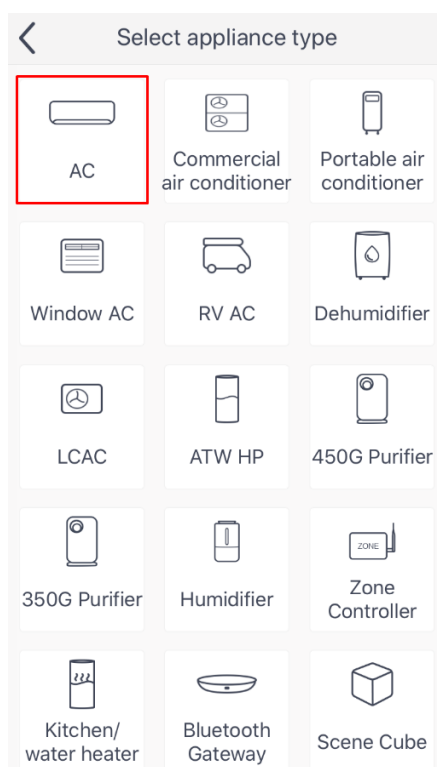 Select appliance type
AC
Commercial
air conditioner
Portable air
conditioner
Window AC
RV AC
Dehumidifier
LCAC
ATW HP
450G Purifier
350G Purifier
Humidifier
ZONE
Zone
Controller
Kitchen/
water heater
Bluetooth
Gateway
Scene Cube